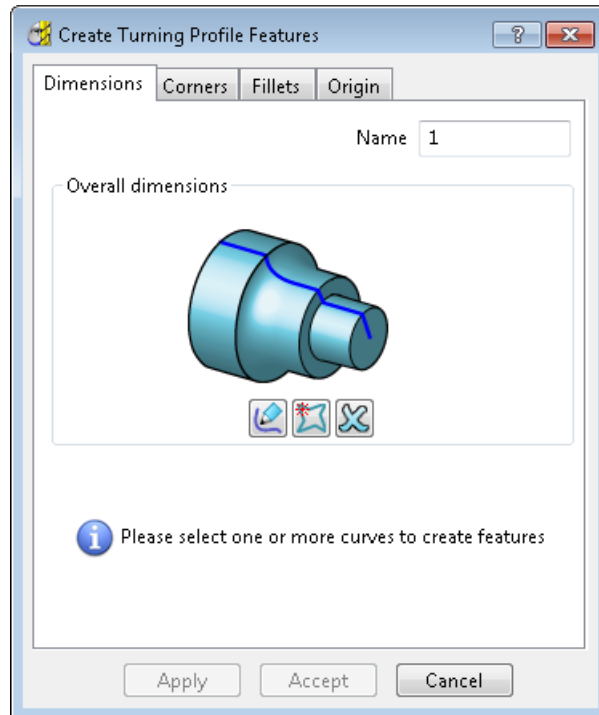 Create Turning Profile Features
?
Dimensions Corners Fillets Origin
Name 1
Overall dimensions
Please select one or more curves to create features
Apply Accept Cancel